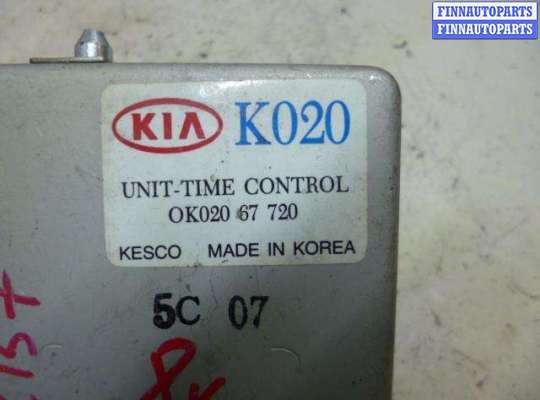 FINNAUTOPARTS
FINNAUTOPARTS
KIA K020
UNIT-TIME CONTROL
OK020 67 720
KESCO MADE IN KOREA
5C 07